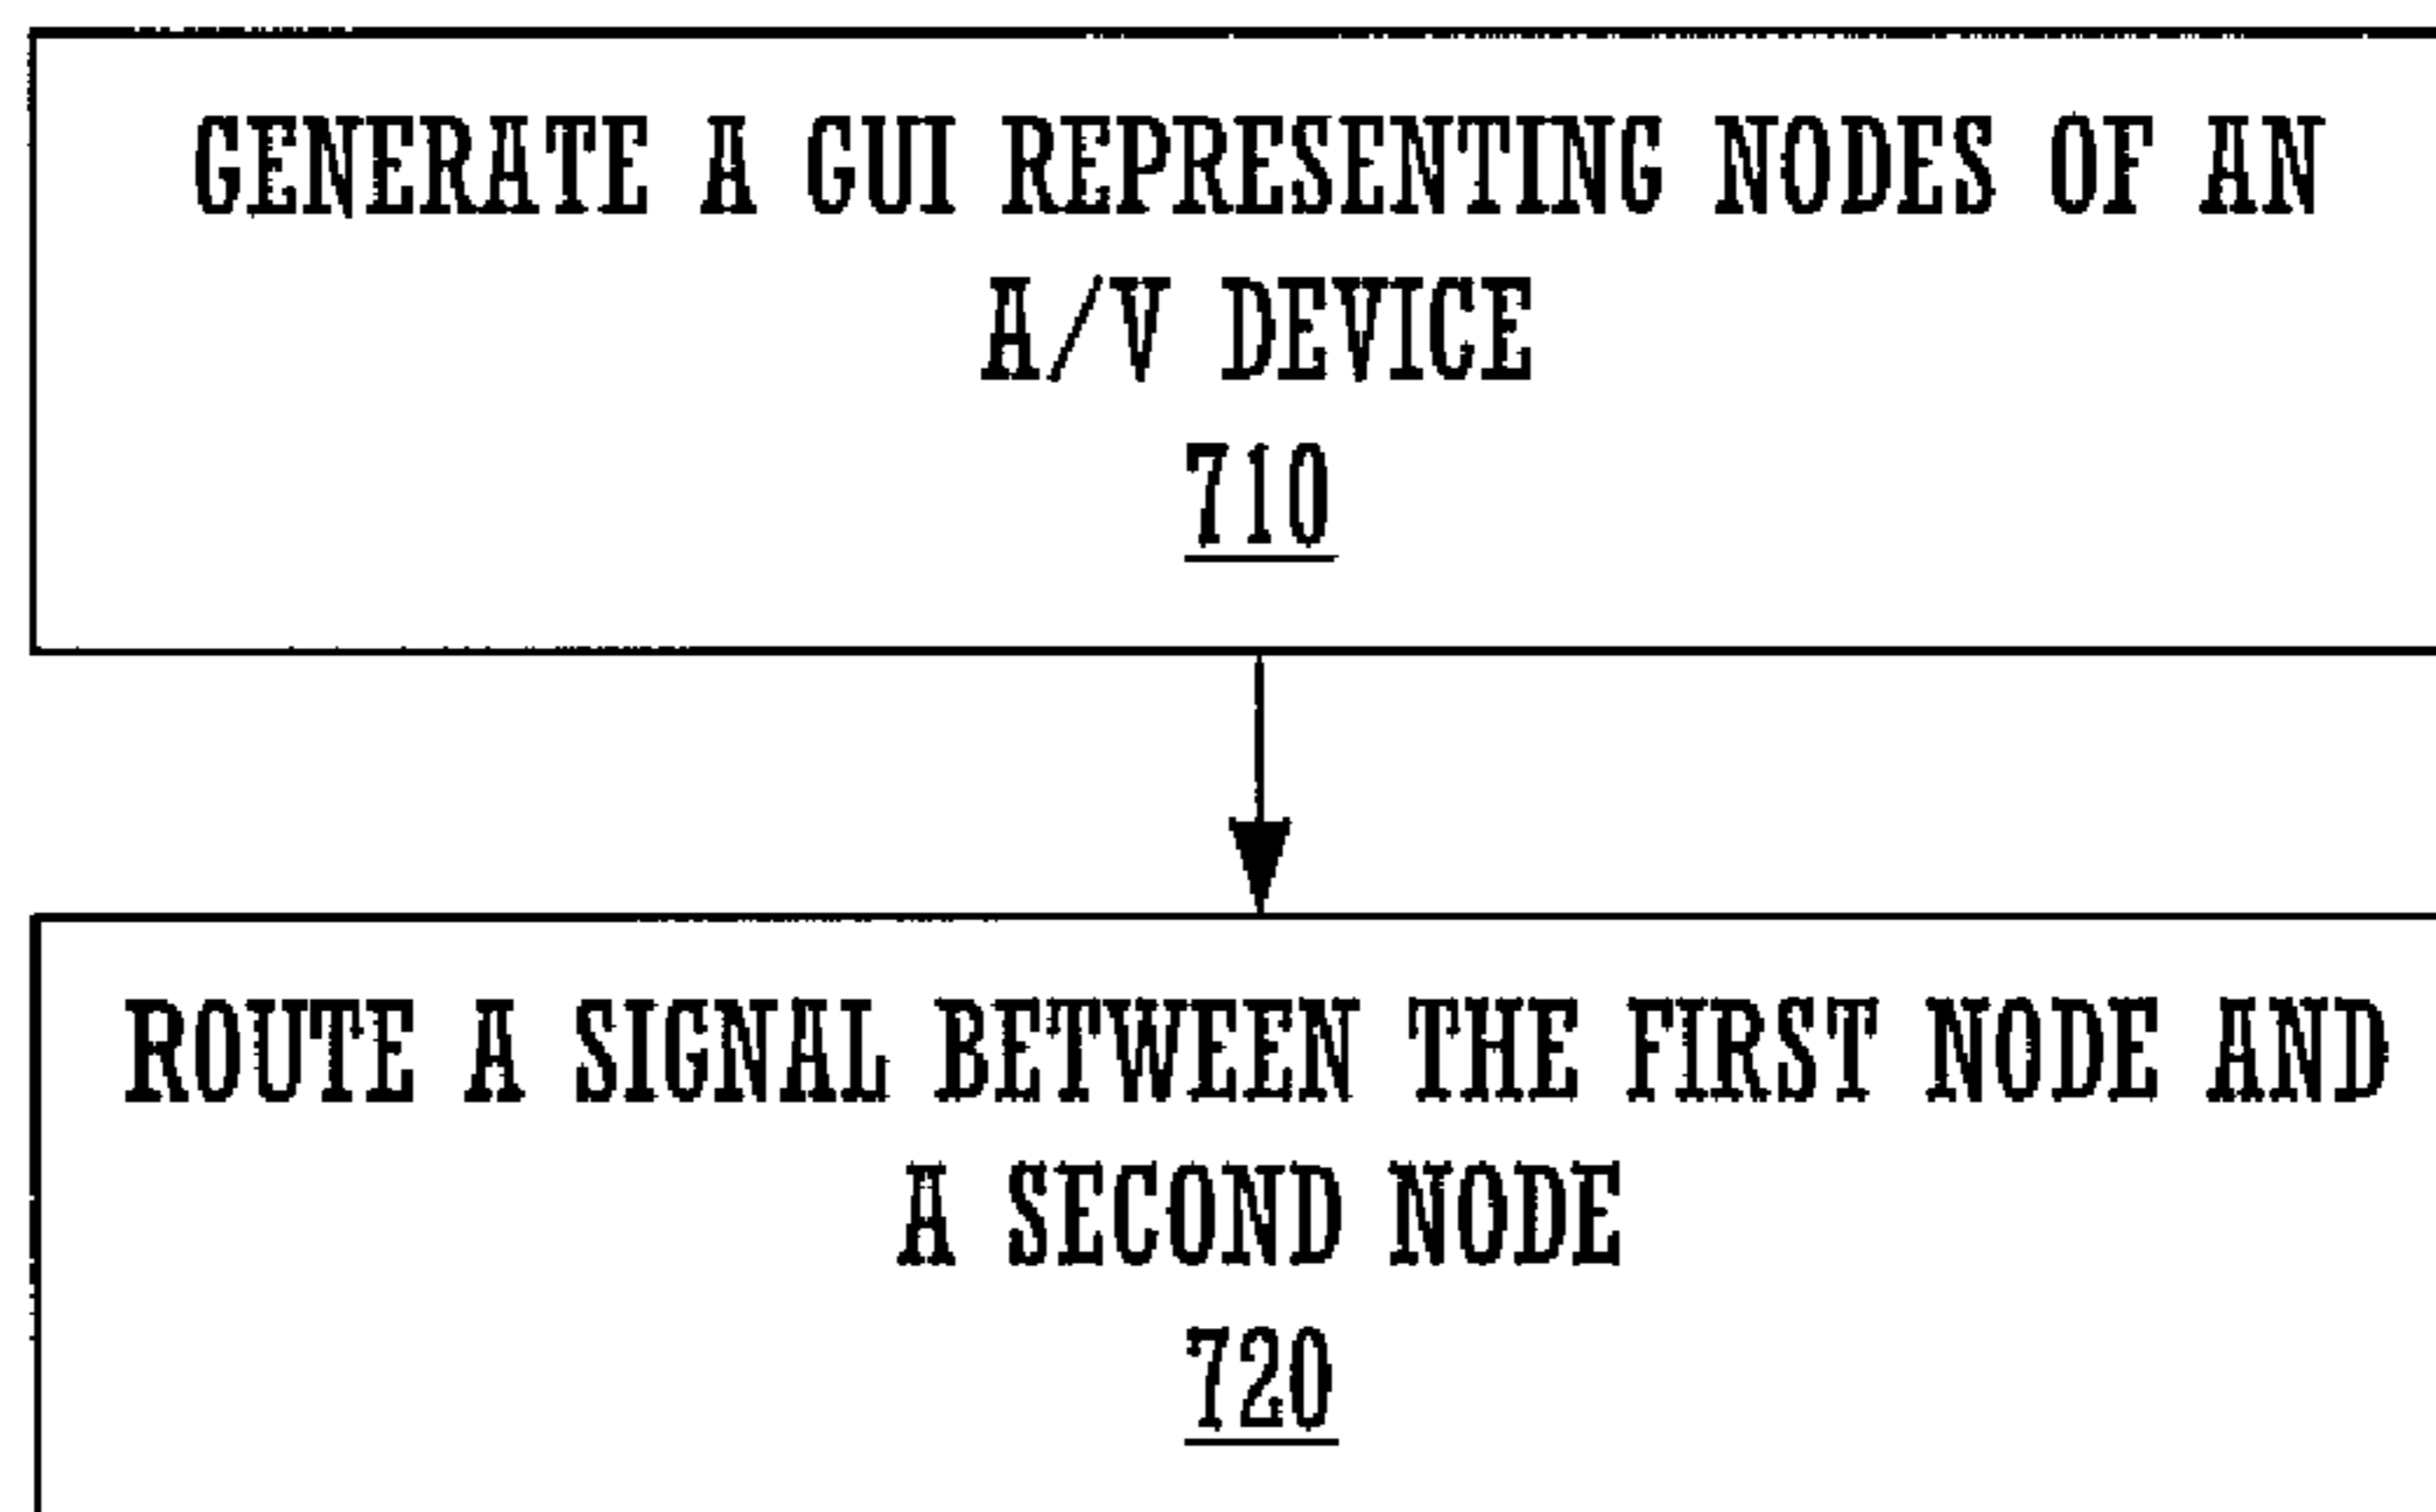 GENERATE A GUI REPRESENTING NODES OF AN
A/V DEVICE
710
ROUTE A SIGNAL BETWEEN THE FIRST NODE AND
A SECOND NODE
720